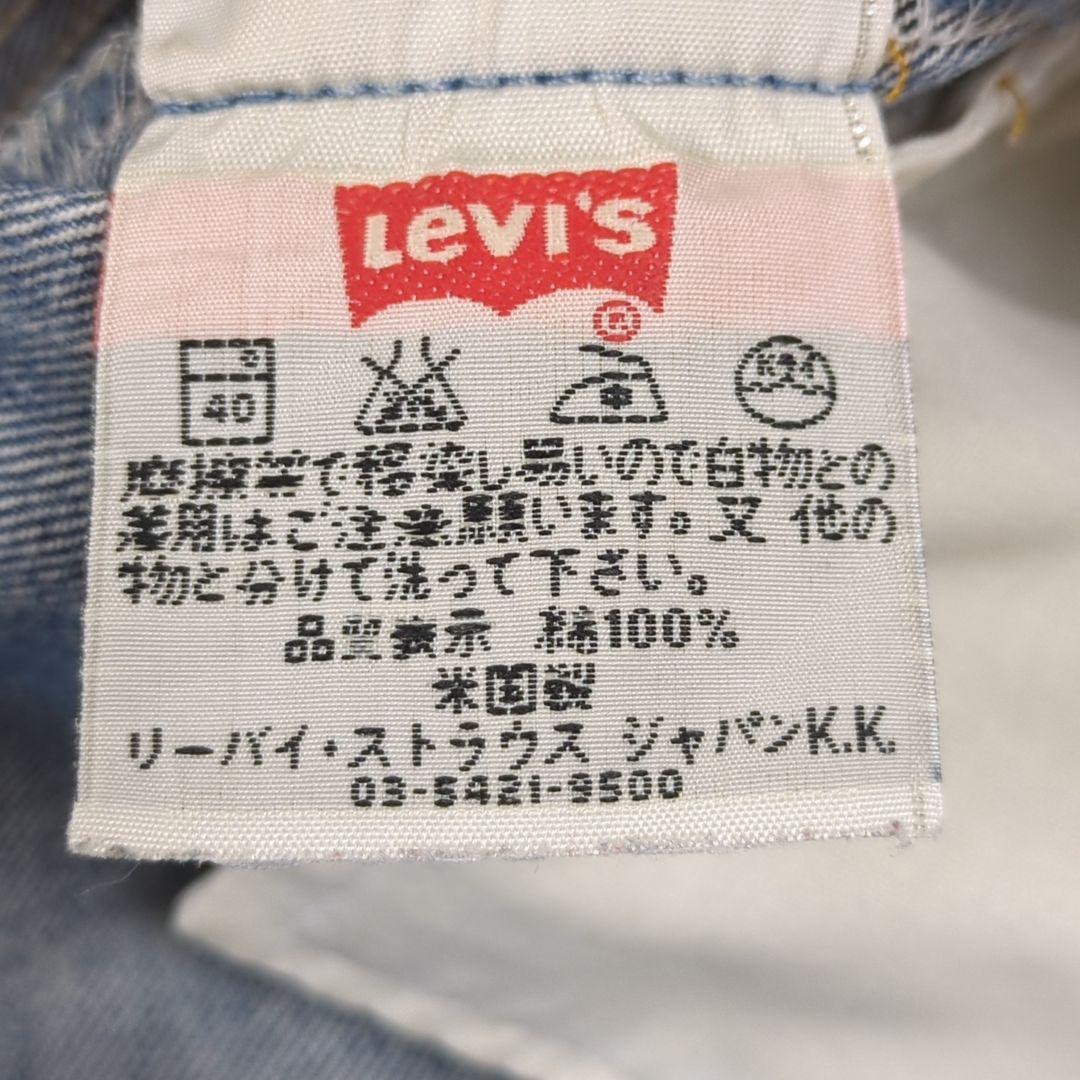 LeVI'S
®
40
摩擦等で移染し易いので白物との
着用はご注意願います。又 他の
物と分けて洗って下さい。
品質表示 綿100%
米国製
リーバイ・ストラウス ジャパンK.K.
03-5421-9500